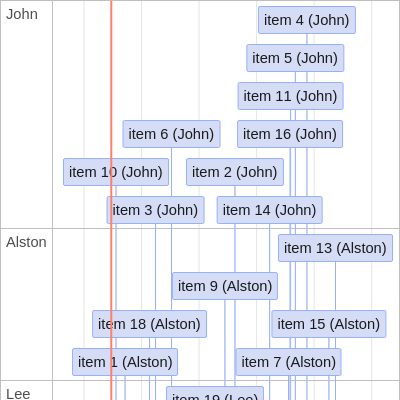 John
item 4 (John)
item 5 (John)
item 11 (John)
item 6 (John)
item 16 (John)
item 10 (John)
item 2 (John)
item 3 (John)
item 14 (John)
Alston
item 13 (Alston)
item 9 (Alston)
item 18 (Alston)
item 15 (Alston)
item 1 (Alston)
item 7 (Alston)
Lee
item 19 (Lee)